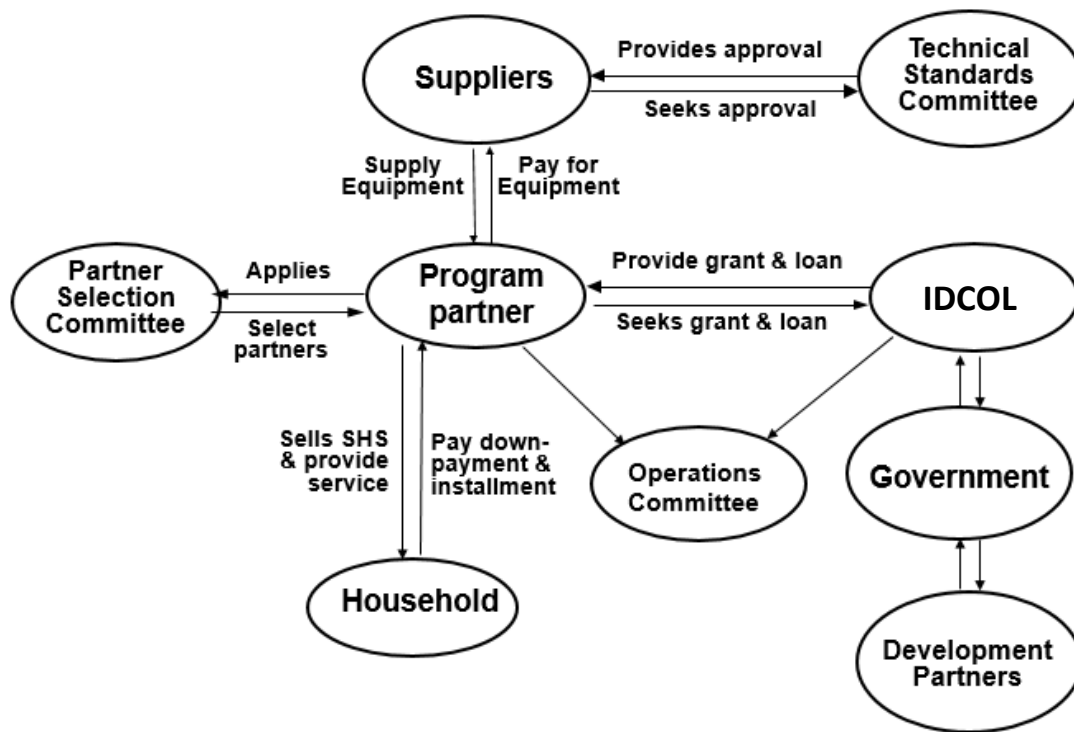 Suppliers
Provides approval
Seeks approval
Technical
Standards
Committee
Supply
Equipment
Pay for
Equipment
Partner
Selection
Committee
Applies
Select
partners
Program
partner
Provide grant & loan
Seeks grant & loan
IDCOL
Sells SHS
& provide
service
Pay down-
payment &
installment
Operations
Committee
Government
Household
Development
Partners